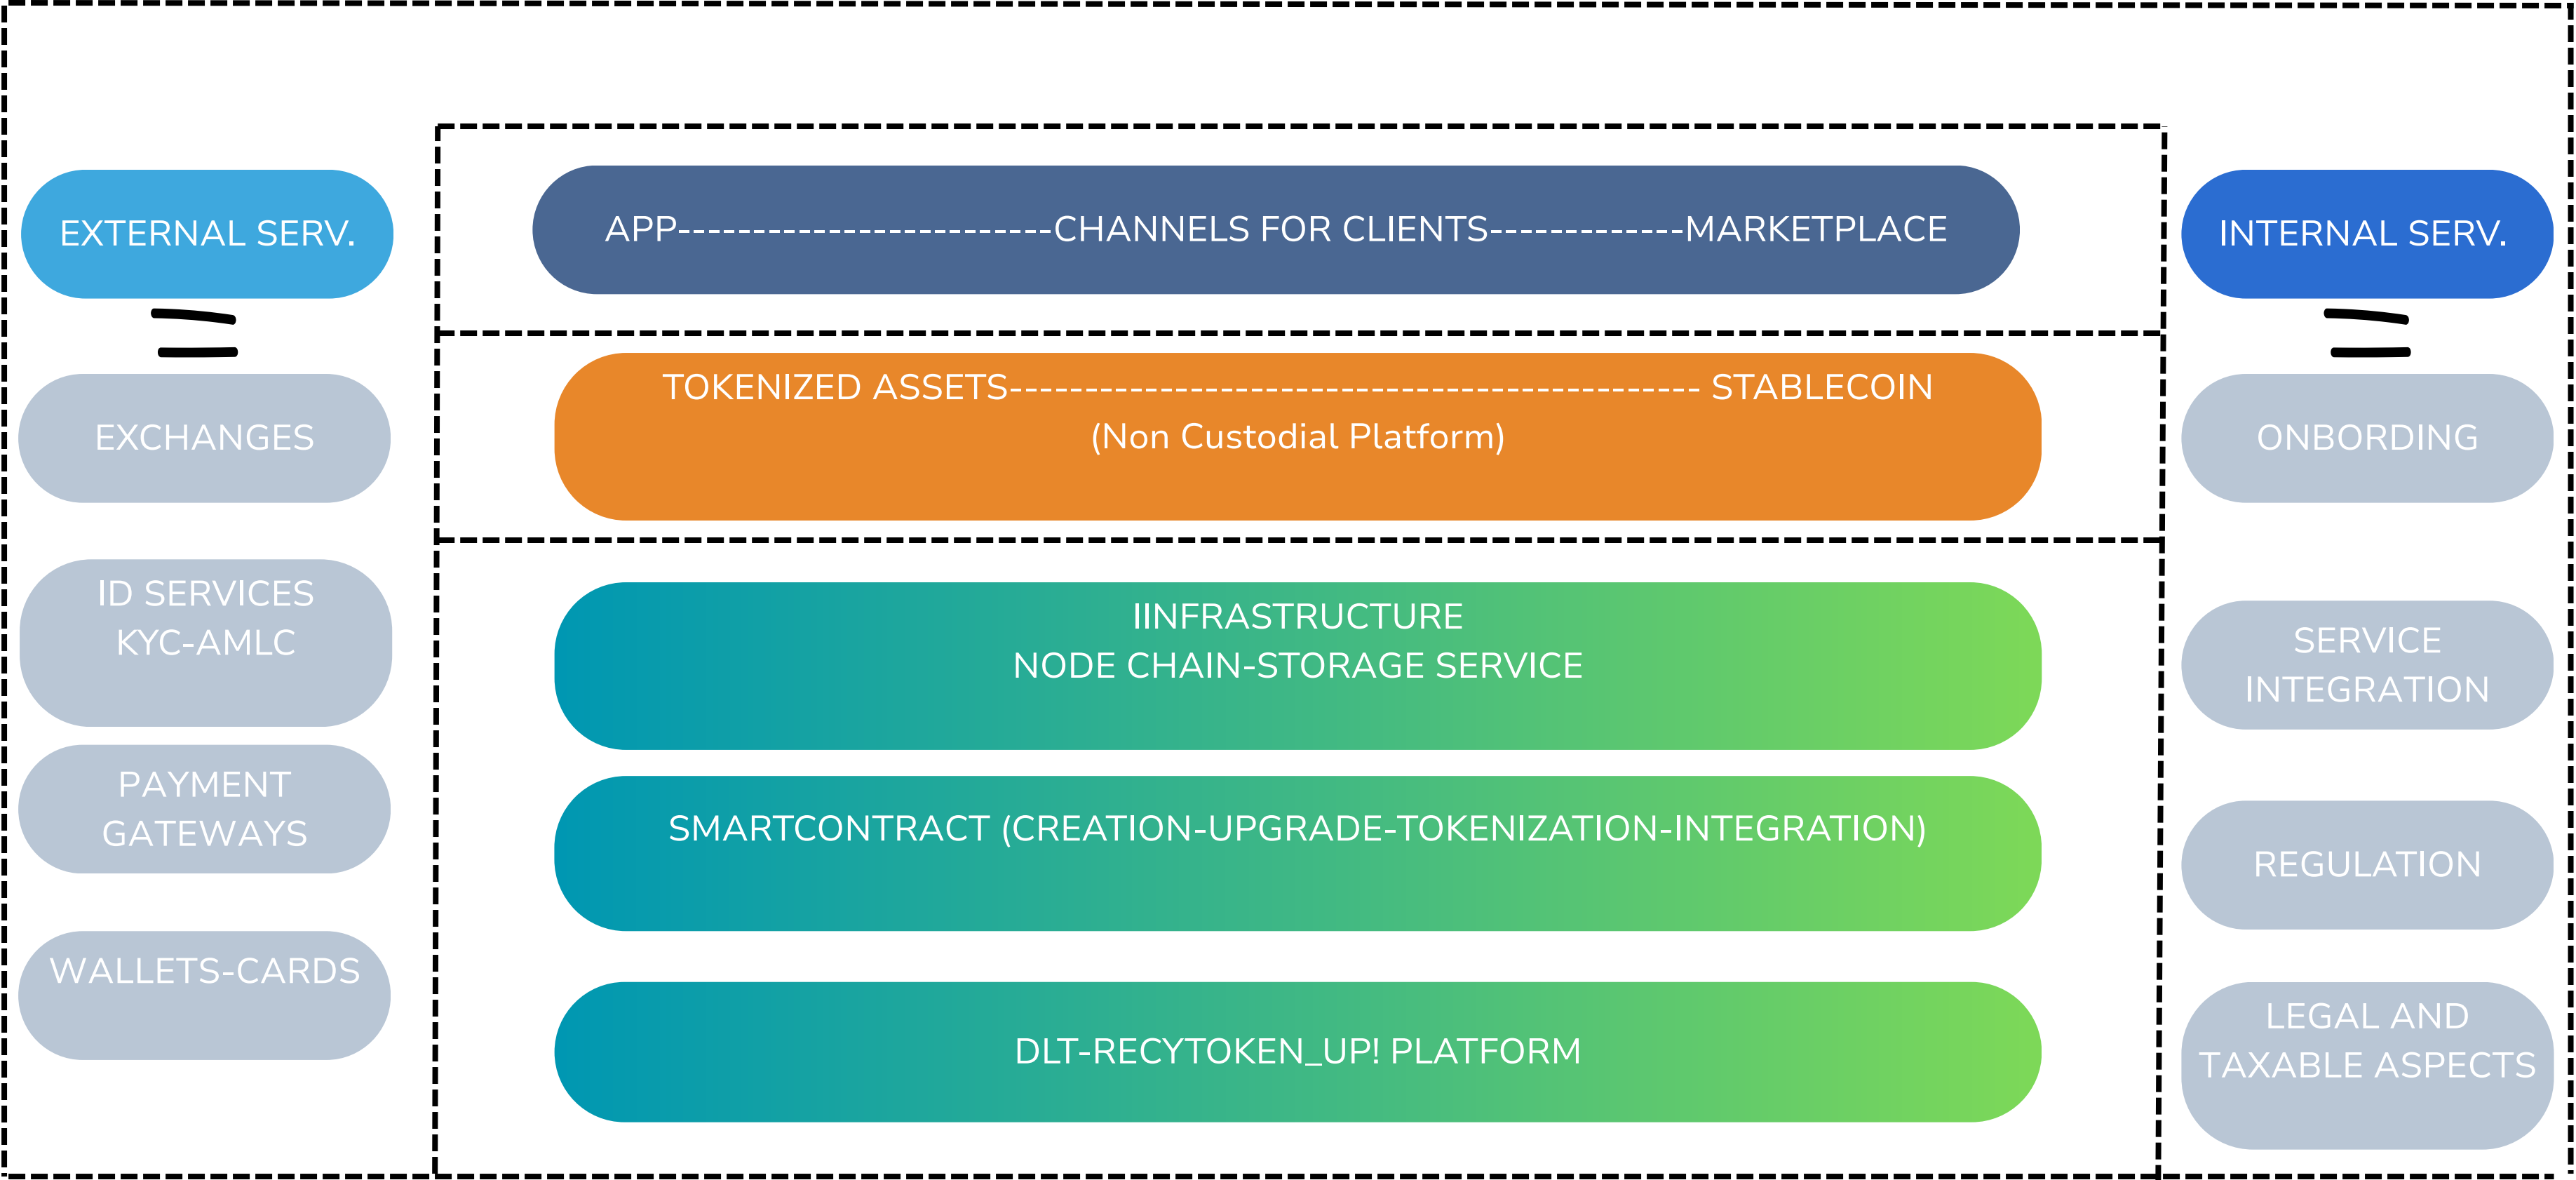 EXTERNAL SERV.
EXCHANGES
ID SERVICES
KYC-AMLC
PAYMENT
GATEWAYS
WALLETS-CARDS
APP-------------------------CHANNELS FOR CLIENTS-------------MARKETPLACE
TOKENIZED ASSETS---------------------------------------------- STABLECOIN
(Non Custodial Platform)
IINFRASTRUCTURE
NODE CHAIN-STORAGE SERVICE
SMARTCONTRACT (CREATION-UPGRADE-TOKENIZATION-INTEGRATION)
DLT-RECYTOKEN_UP! PLATFORM
INTERNAL SERV.
ONBORDING
SERVICE
INTEGRATION
REGULATION
LEGAL AND
TAXABLE ASPECTS